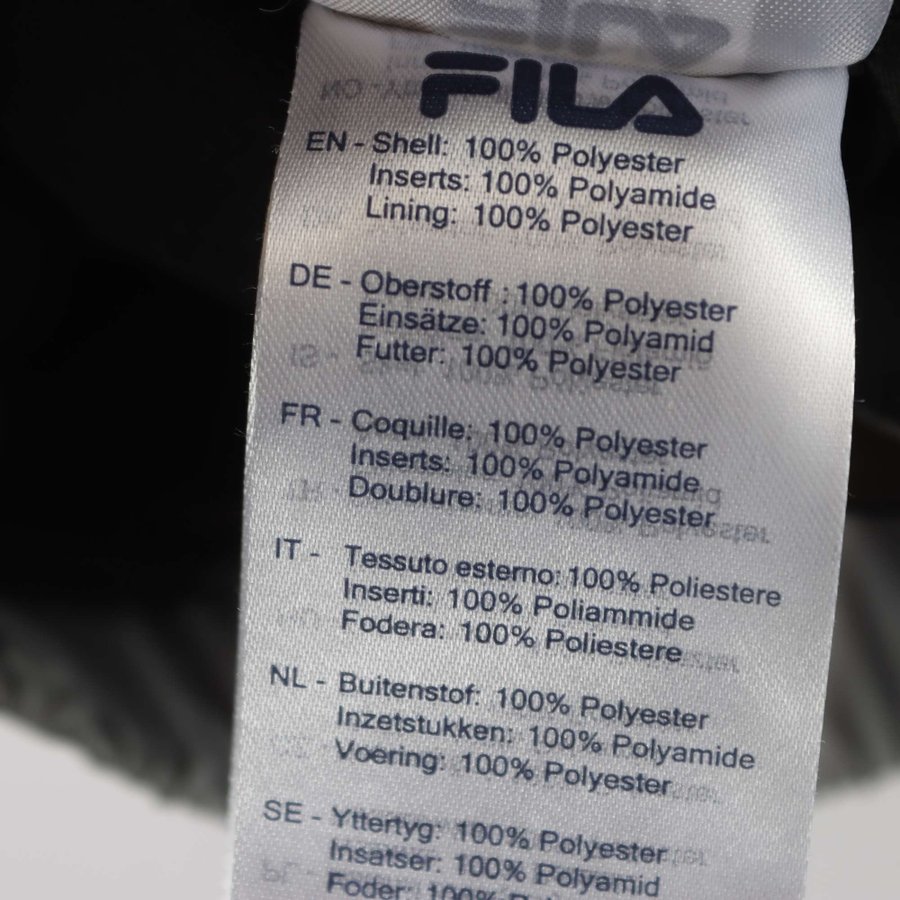 FILA
EN - Shell: 100% Polyester
Inserts: 100% Polyamide
Lining: 100% Polyester
DE - Oberstoff : 100% Polyester
Einsätze: 100% Polyamid
Futter: 100% Polyester
FR - Coquille: 100% Polyester
Inserts: 100% Polyamide
Doublure: 100% Polyester
IT - Tessuto esterno: 100% Poliestere
Inserti: 100% Poliammide
Fodera: 100% Poliestere
NL - Buitenstof: 100% Polyester
Inzetstukken: 100% Polyamide
Voering: 100% Polyester
SE - Yttertyg: 100% Polyester
Insatser: 100% Polyamid
Foder: 100% Polyester